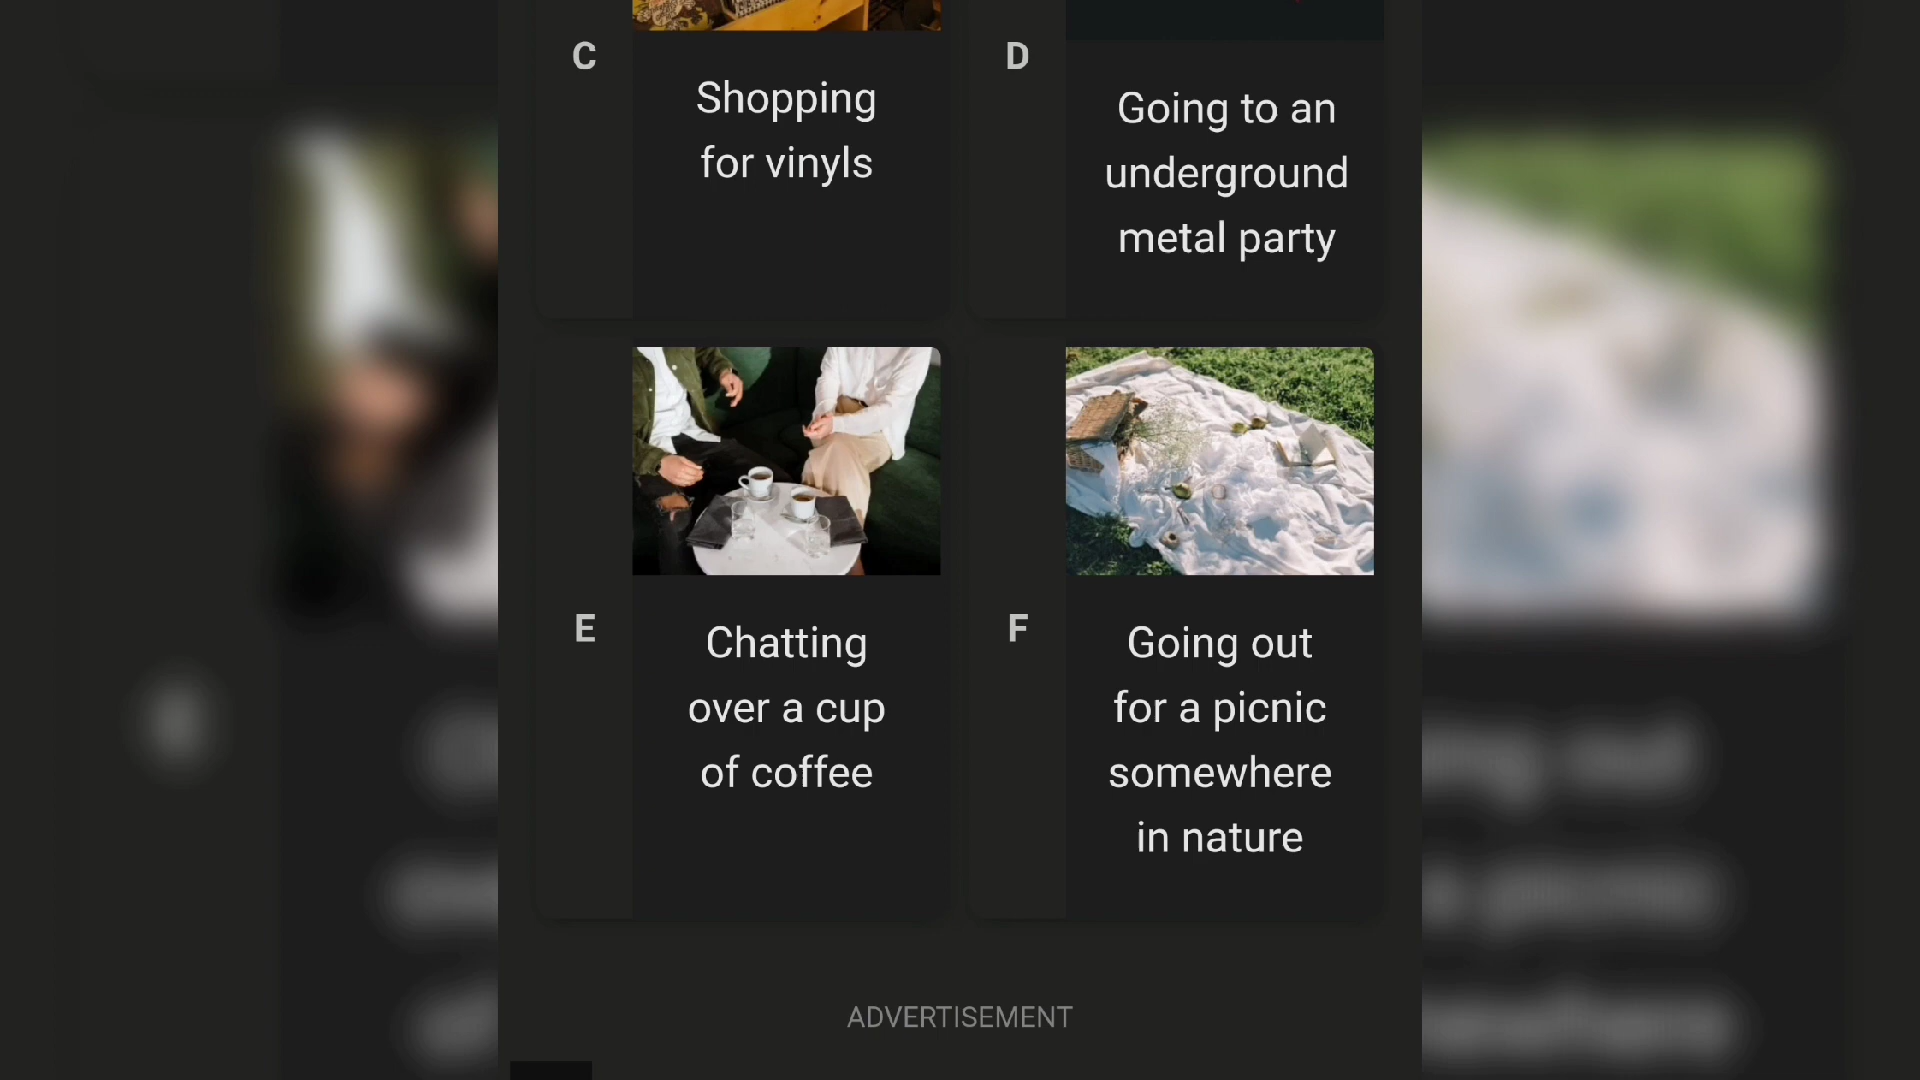 C
Shopping
for vinyls
D
Going to an
underground
metal party
E
Chatting
over a cup
of coffee
F
Going out
for a picnic
somewhere
in nature
ADVERTISEMENT